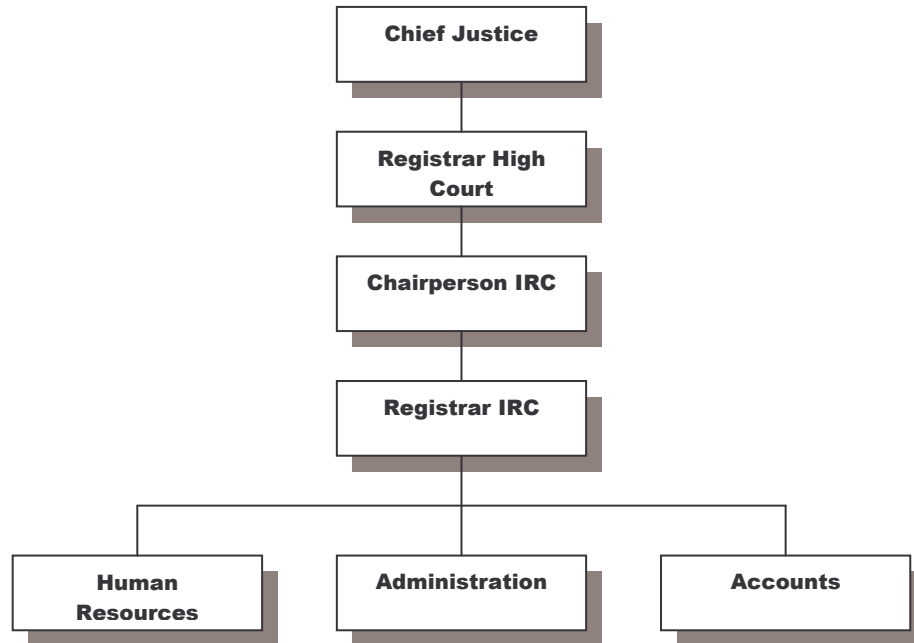 Chief Justice
Registrar High
Court
Chairperson IRC
Registrar IRC
Human
Resources
Administration
Accounts